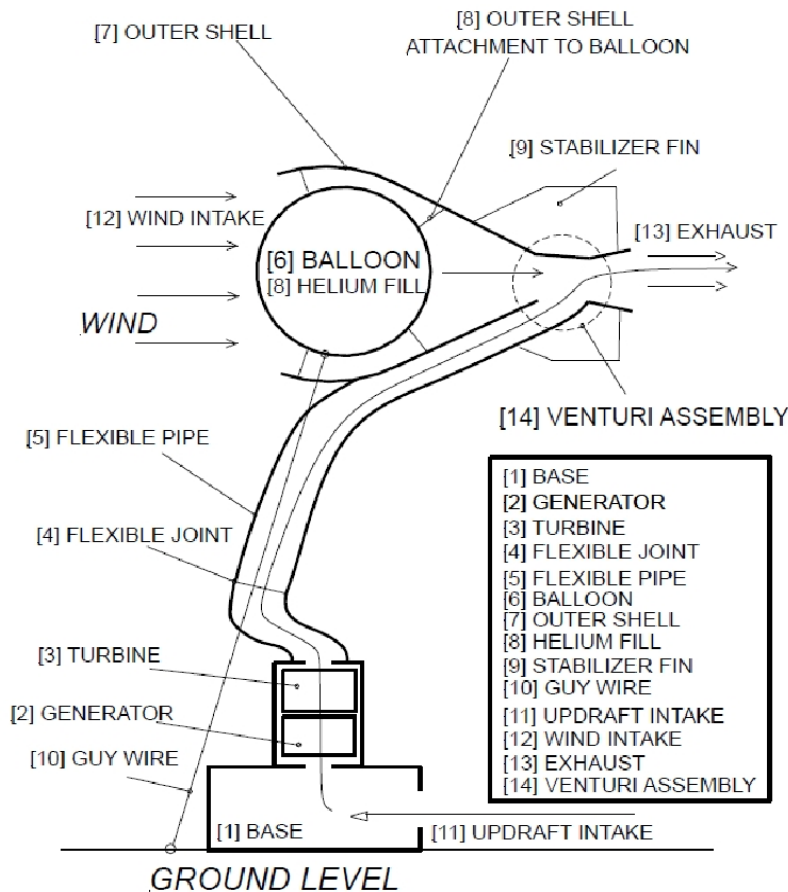 [7] OUTER SHELL
[8] OUTER SHELL
ATTACHMENT TO BALLOON
[9] STABILIZER FIN
[12] WIND INTAKE
[13] EXHAUST
[6] BALLOON
[8] HELIUM FILL
WIND
[14] VENTURI ASSEMBLY
[5] FLEXIBLE PIPE
[4] FLEXIBLE JOINT
[3] TURBINE
[2] GENERATOR
[10] GUY WIRE
[1] BASE
[11] UPDRAFT INTAKE
GROUND LEVEL
[1] BASE
[2] GENERATOR
[3] TURBINE
[4] FLEXIBLE JOINT
[5] FLEXIBLE PIPE
[6] BALLOON
[7] OUTER SHELL
[8] HELIUM FILL
[9] STABILIZER FIN
[10] GUY WIRE
[11] UPDRAFT INTAKE
[12] WIND INTAKE
[13] EXHAUST
[14] VENTURI ASSEMBLY